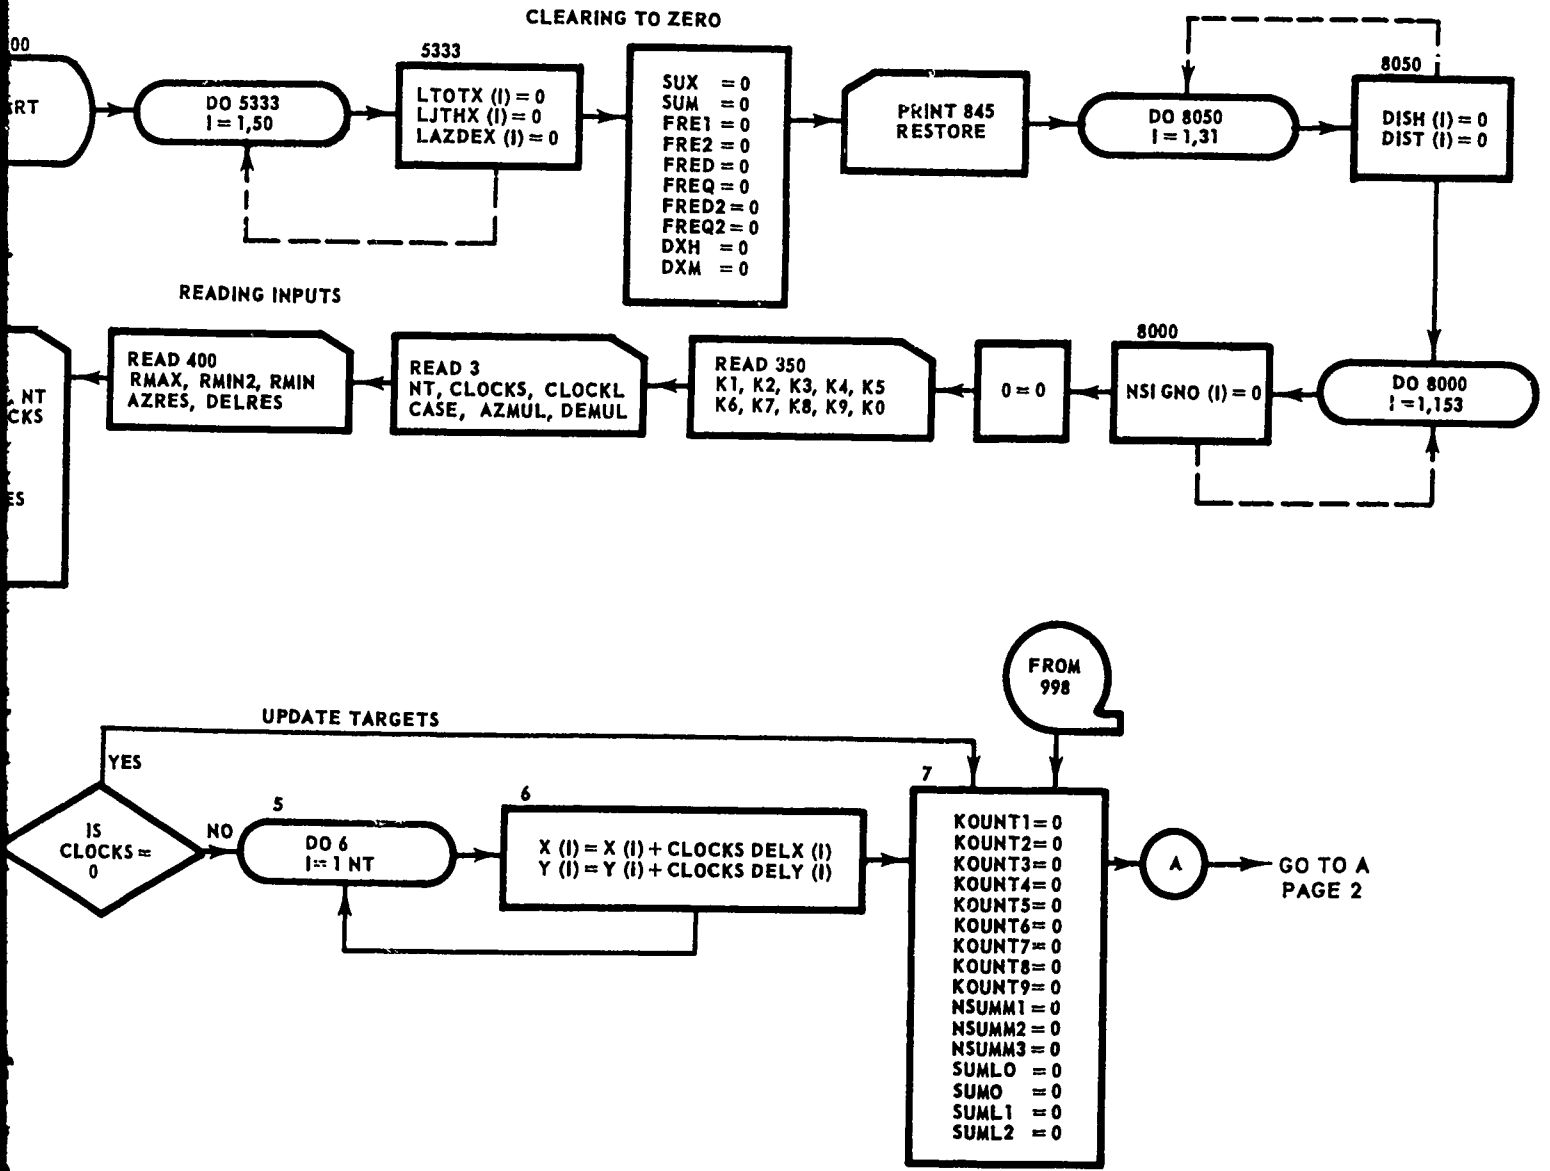 CLEARING TO ZERO
00
RT
DO 5333
I = 1,50
5333
LTOTX (I) = 0
LJTHX (I) = 0
LAZDEX (I) = 0
SUX = 0
SUM = 0
FRE1 = 0
FRE2 = 0
FRED = 0
FREQ = 0
FRED2 = 0
FREQ2 = 0
DXH = 0
DXM = 0
PRINT 845
RESTORE
DO 8050
I = 1,31
8050
DISH (I) = 0
DIST (I) = 0
READING INPUTS
NT
CKS
ES
READ 400
RMAX, RMIN2, RMIN
AZRES, DELRES
READ 3
NT, CLOCKS, CLOCKL
CASE, AZMUL, DEMUL
READ 350
K1, K2, K3, K4, K5
K6, K7, K8, K9, K0
0 = 0
8000
NSI GNO (I) = 0
DO 8000
I = 1,153
FROM
998
UPDATE TARGETS
YES
IS
CLOCKS =
0
NO
5
DO 6
I = 1 NT
6
X (I) = X (I) + CLOCKS DELX (I)
Y (I) = Y (I) + CLOCKS DELY (I)
7
KOUNT1 = 0
KOUNT2 = 0
KOUNT3 = 0
KOUNT4 = 0
KOUNT5 = 0
KOUNT6 = 0
KOUNT7 = 0
KOUNT8 = 0
KOUNT9 = 0
NSUMM1 = 0
NSUMM2 = 0
NSUMM3 = 0
SUMLO = 0
SUMO = 0
SUML1 = 0
SUML2 = 0
A
GO TO A
PAGE 2